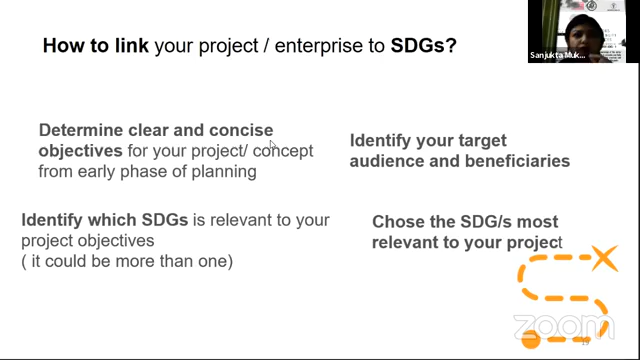 How to link your project / enterprise to SDGs?
Sanjukta Muk...
Determine clear and concise
objectives for your project/ concept
from early phase of planning
Identify your target
audience and beneficiaries
Identify which SDGs is relevant to your
project objectives
( it could be more than one)
Chose the SDG/s most
relevant to your project
zoom
19